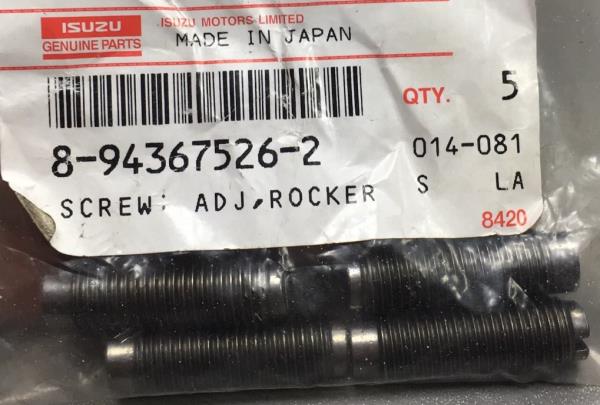 ISUZU
GENUINE PARTS
ISUZU MOTORS LIMITED
MADE IN JAPAN
QTY. 5
8-94367526-2 014-081
SCREW: ADJ,ROCKER S LA
8420